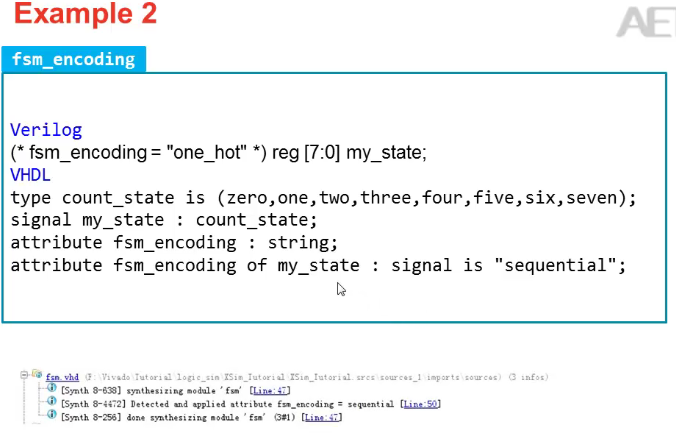 Example 2
AE
fsm_encoding
Verilog
(* fsm_encoding = "one_hot" *) reg [7:0] my_state;
VHDL
type count_state is (zero,one,two,three,four,five,six,seven);
signal my_state : count_state;
attribute fsm_encoding : string;
attribute fsm_encoding of my_state : signal is "sequential";
fsm.vhd (F:\Vivado\Tutorial\logic_sim\XSim_Tutorial\XSim_Tutorial.srcs\sources_1\imports\sources) (3 infos)
[Synth 8-638] synthesizing module 'fsm' [Line:47]
[Synth 8-4472] Detected and applied attribute fsm_encoding = sequential [Line:50]
[Synth 8-256] done synthesizing module 'fsm' (3#1) [Line:47]